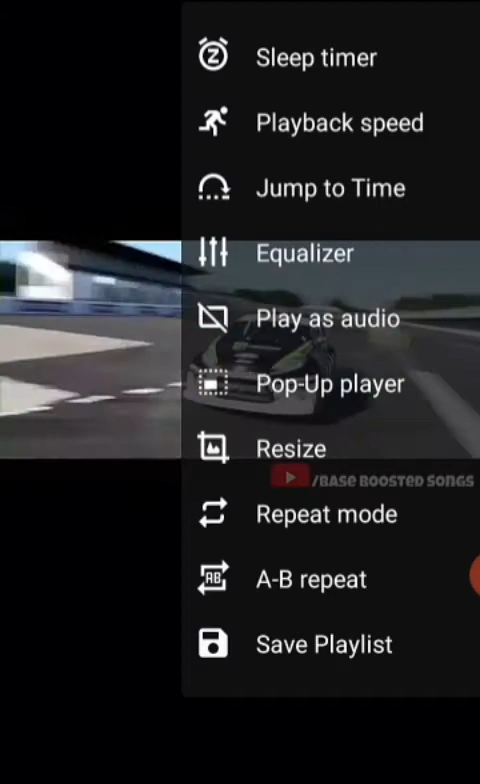 Sleep timer
Playback speed
Jump to Time
Equalizer
Play as audio
Pop-Up player
Resize
/BASE BOOSTED SONGS
Repeat mode
AB
A-B repeat
Save Playlist